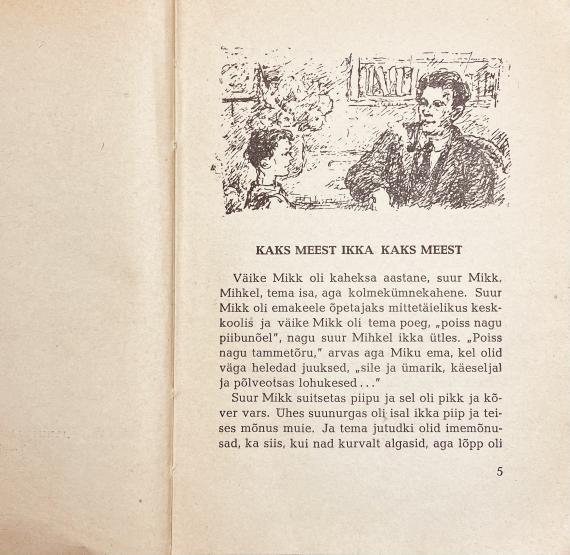 KAKS MEEST IKKA KAKS MEEST
Väike Mikk oli kaheksa aastane, suur Mikk,
Mihkel, tema isa, aga kolmekümnekahene. Suur
Mikk oli emakeele õpetajaks mittetäielikus kesk-
koolis ja väike Mikk oli tema poeg, „poiss nagu
piibunõel”, nagu suur Mihkel ikka ütles. „Poiss
nagu tammetõru,” arvas aga Miku ema, kel olid
väga heledad juuksed, „sile ja ümarik, käeseljal
ja põlveotsas lohukesed...”
Suur Mikk suitsetas piipu ja sel oli pikk ja kõ-
ver vars. Ühes suunurgas oli isal ikka piip ja tei-
ses mõnus muie. Ja tema jutudki olid imemõnu-
sad, ka siis, kui nad kurvalt algasid, aga lõpp oli
5